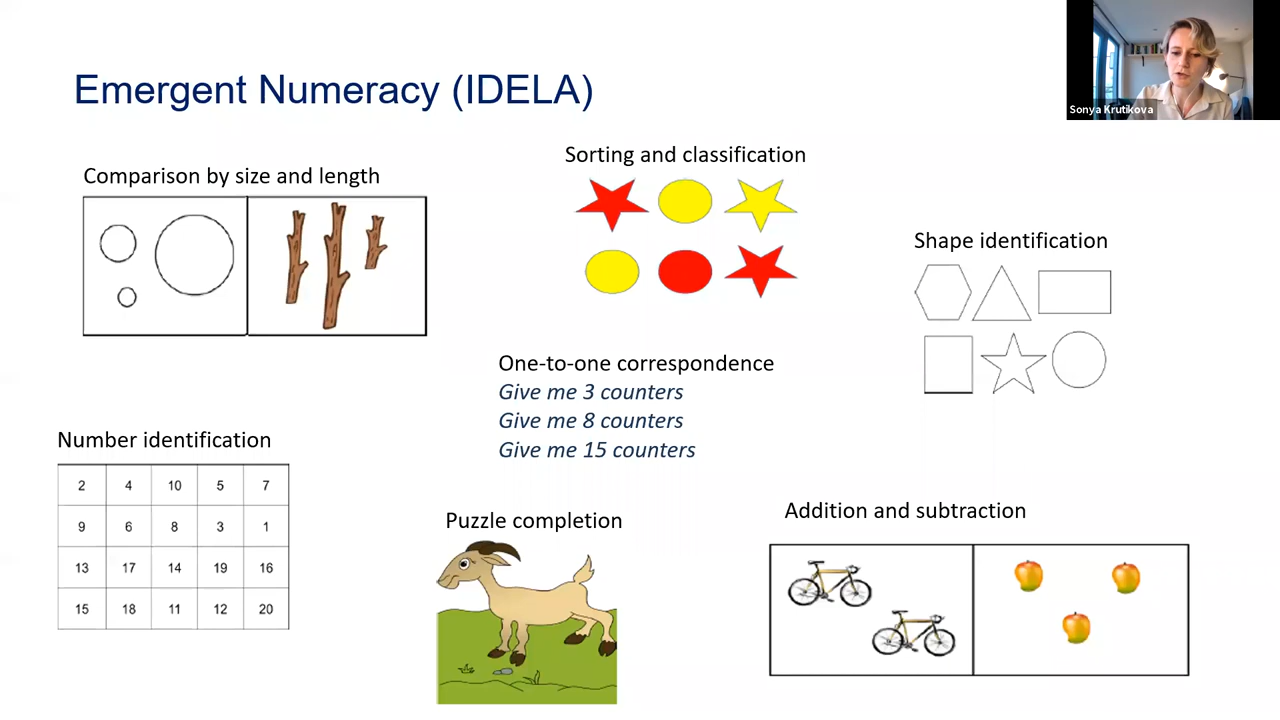 Emergent Numeracy (IDELA)
Sonya Krutikova
Comparison by size and length
Sorting and classification
Shape identification
One-to-one correspondence
Give me 3 counters
Give me 8 counters
Give me 15 counters
Number identification
2 4 10 5 7
9 6 8 3 1
13 17 14 19 16
15 18 11 12 20
Puzzle completion
Addition and subtraction